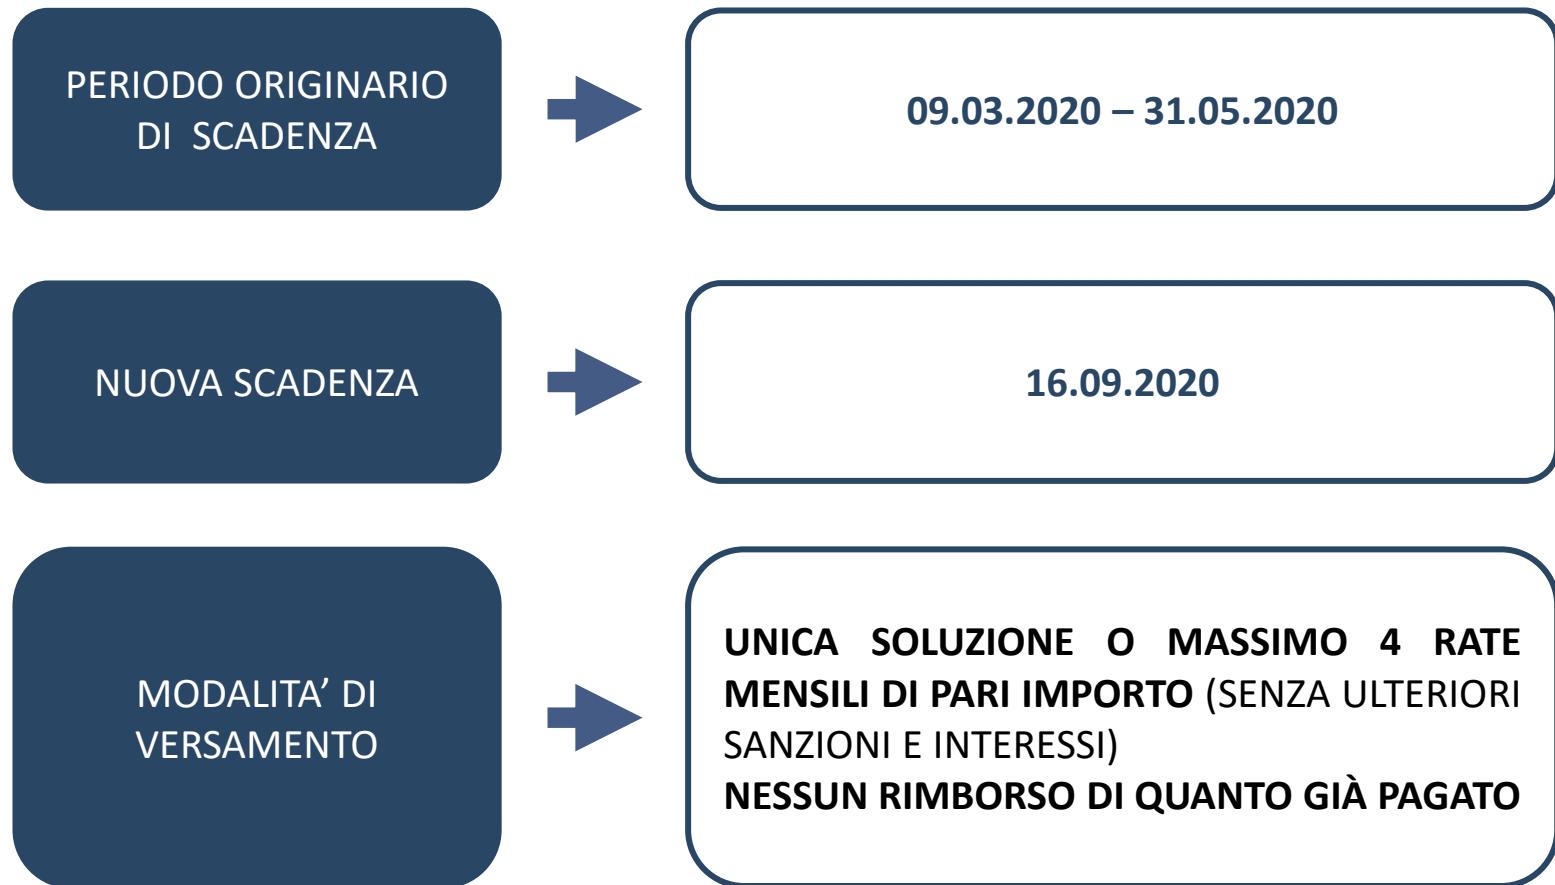 PERIODO ORIGINARIO
DI SCADENZA
09.03.2020 – 31.05.2020
NUOVA SCADENZA
16.09.2020
MODALITA’ DI
VERSAMENTO
UNICA SOLUZIONE O MASSIMO 4 RATE
MENSILI DI PARI IMPORTO (SENZA ULTERIORI
SANZIONI E INTERESSI)
NESSUN RIMBORSO DI QUANTO GIÀ PAGATO